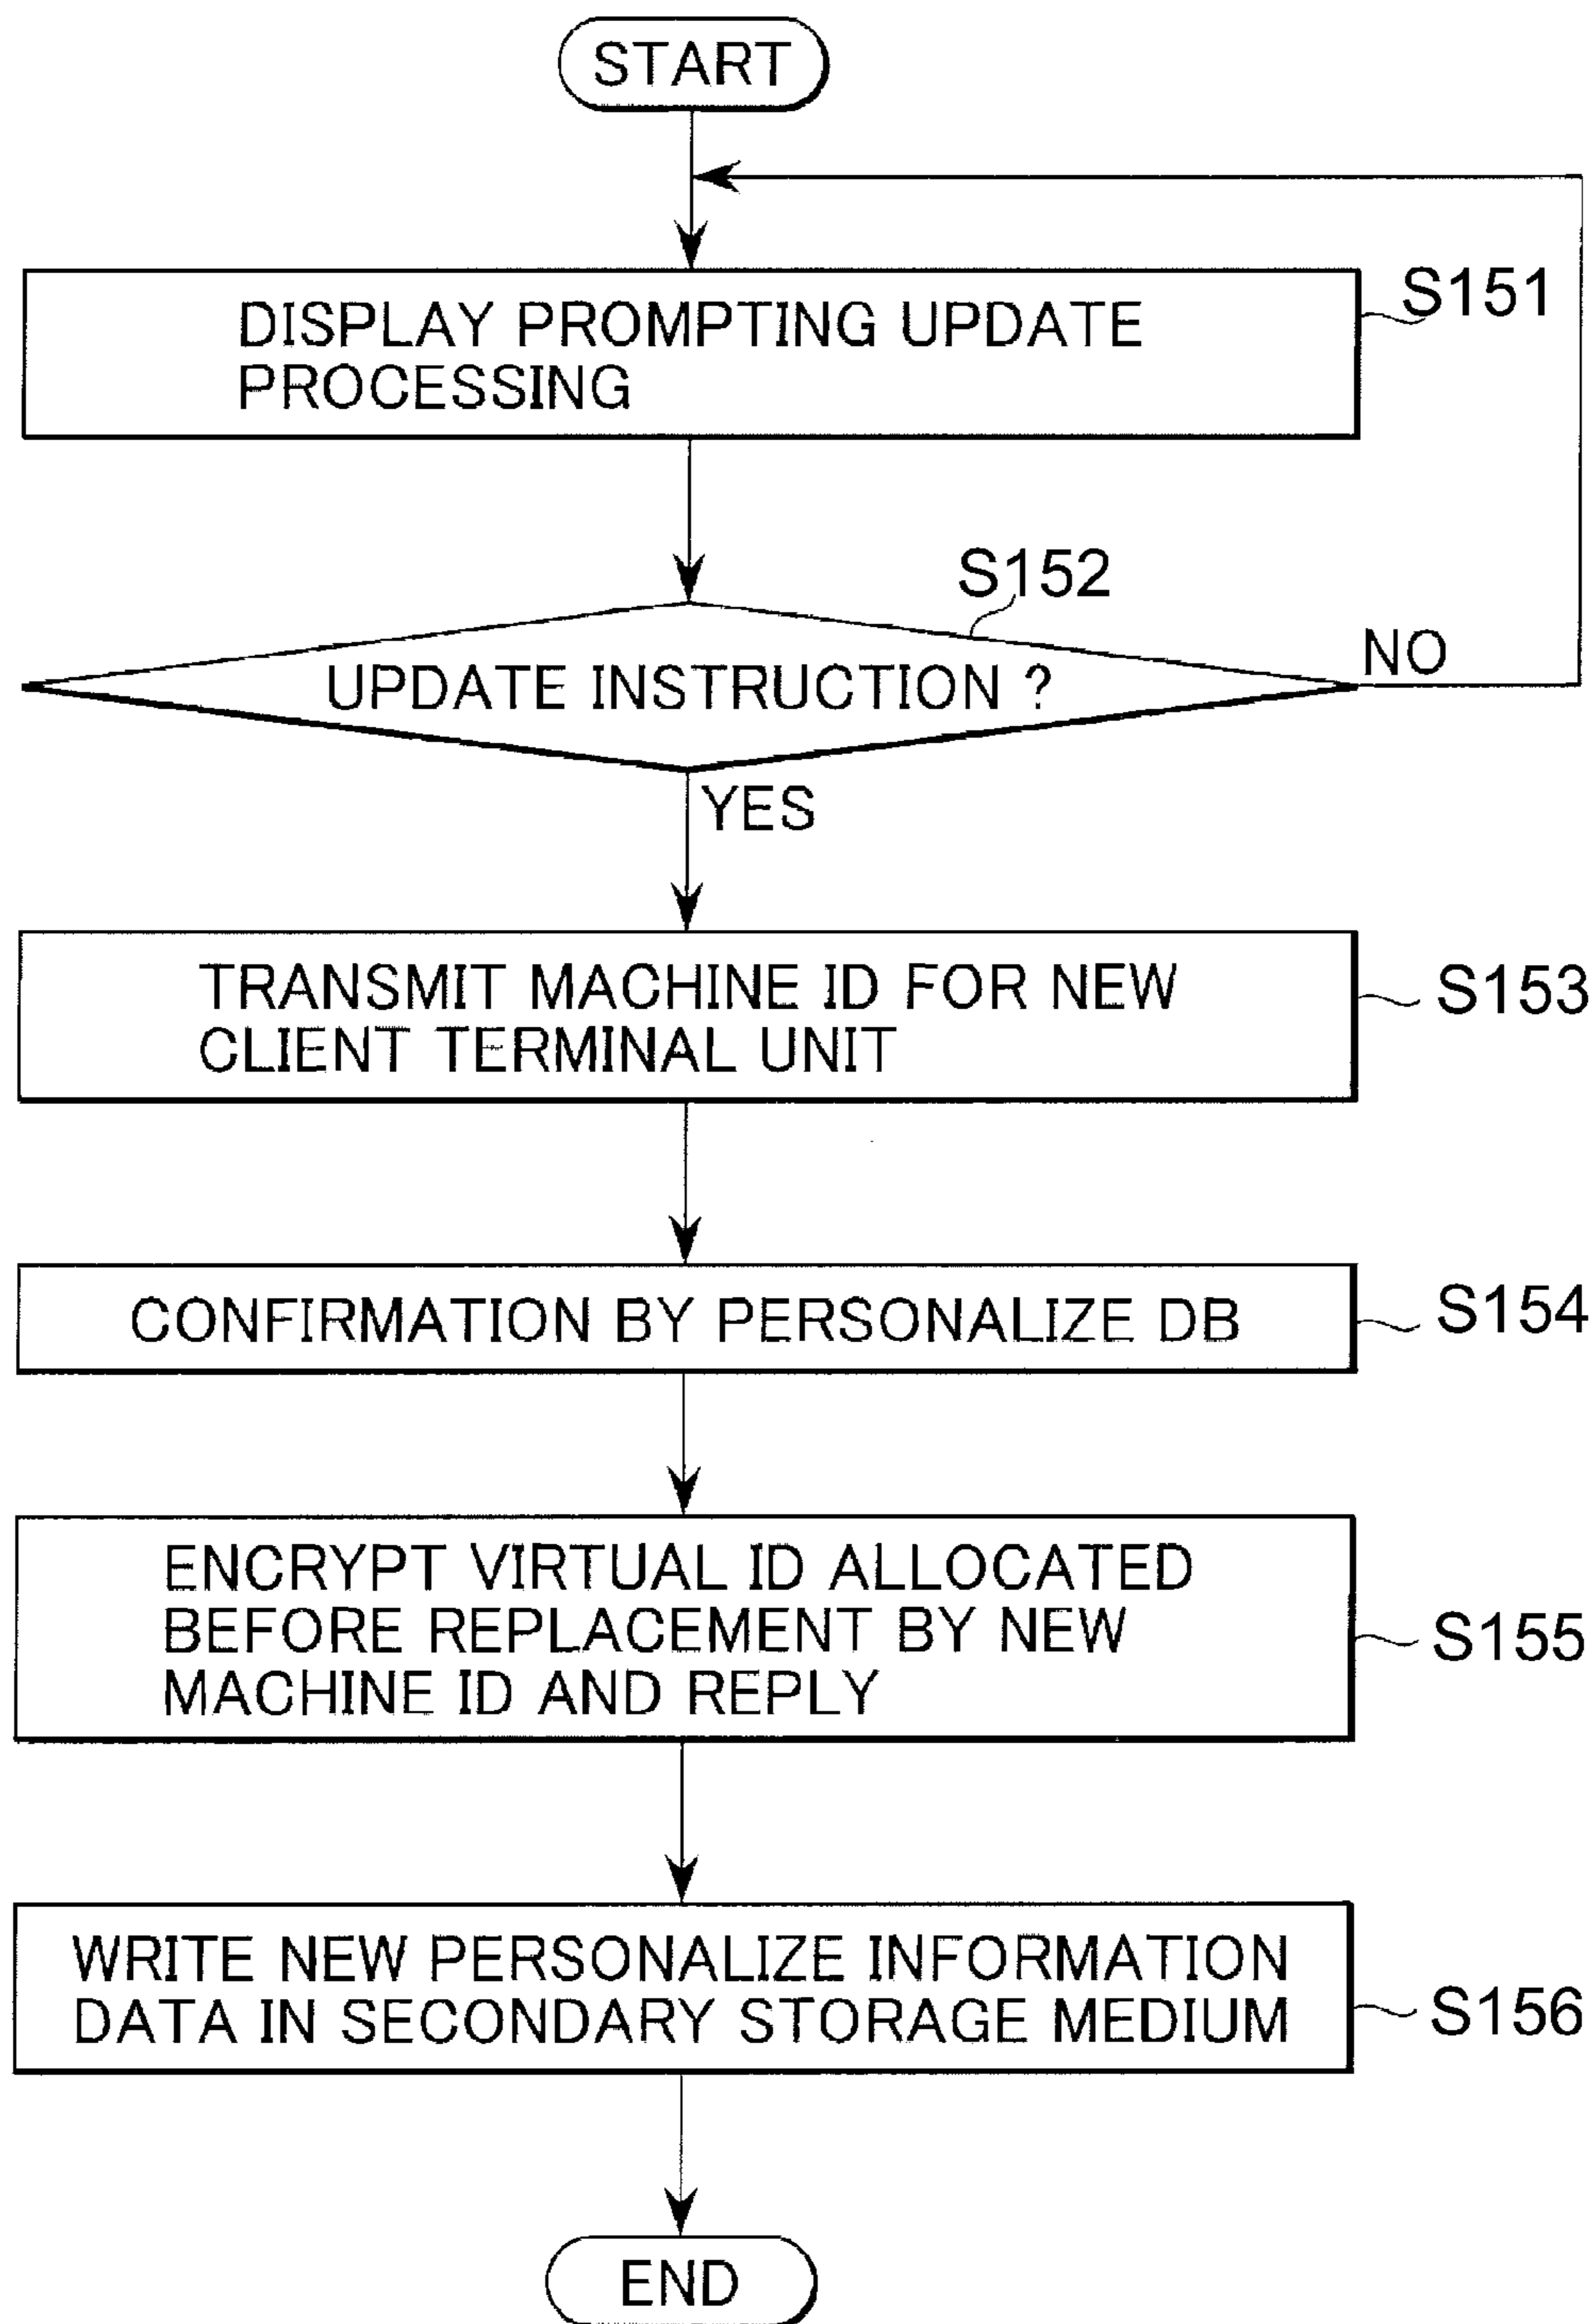 START
DISPLAY PROMPTING UPDATE
PROCESSING
S151
S152
UPDATE INSTRUCTION ?
NO
YES
TRANSMIT MACHINE ID FOR NEW
CLIENT TERMINAL UNIT
S153
CONFIRMATION BY PERSONALIZE DB
S154
ENCRYPT VIRTUAL ID ALLOCATED
BEFORE REPLACEMENT BY NEW
MACHINE ID AND REPLY
S155
WRITE NEW PERSONALIZE INFORMATION
DATA IN SECONDARY STORAGE MEDIUM
S156
END